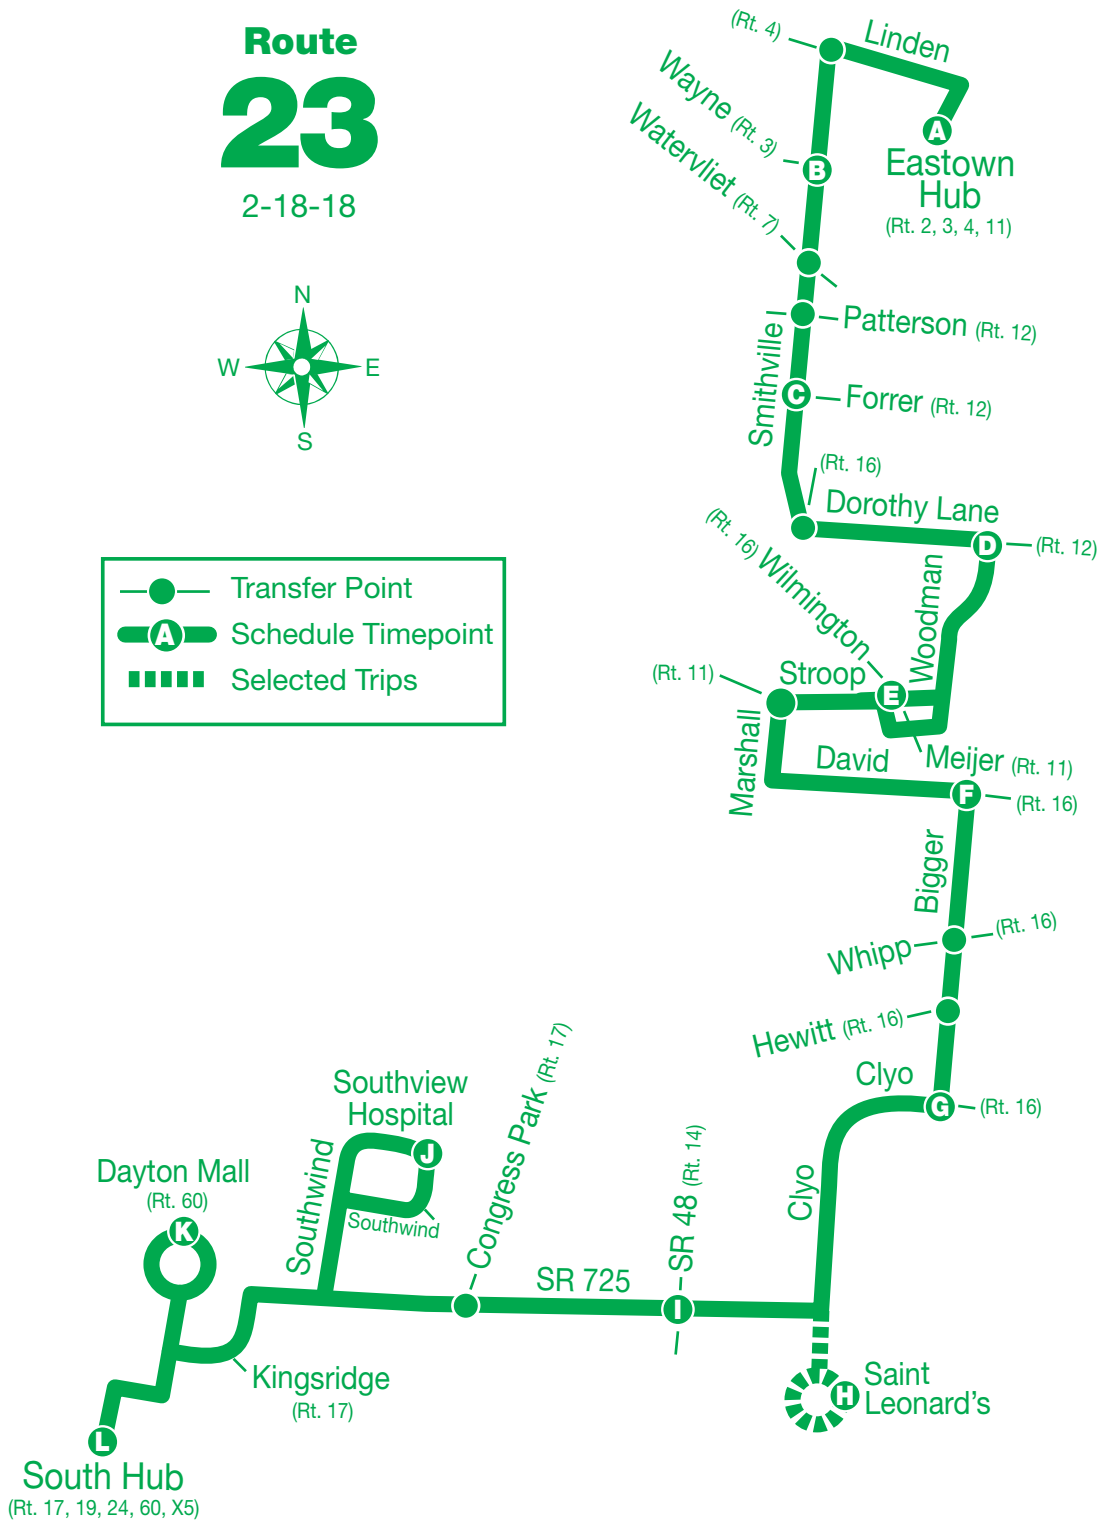 Route
23
2-18-18
N
W E
S
Transfer Point
A Schedule Timepoint
Selected Trips
(Rt. 4)
Linden
A
Eastown
Hub
(Rt. 2, 3, 4, 11)
Wayne (Rt. 3)
B
Watervliet (Rt. 7)
Patterson (Rt. 12)
Smithville
C
Forrer (Rt. 12)
(Rt. 16)
Dorothy Lane
D
(Rt. 12)
(Rt. 16) Wilmington
Woodman
(Rt. 11)
Stroop
E
Marshall
David
Meijer (Rt. 11)
F
(Rt. 16)
Bigger
Whipp
(Rt. 16)
Hewitt (Rt. 16)
Clyo
G
(Rt. 16)
Clyo
SR 48 (Rt. 14)
I
SR 725
Congress Park (Rt. 17)
Southview
Hospital
J
Southwind
Southwind
Dayton Mall
(Rt. 60)
K
Kingsridge
(Rt. 17)
H
Saint
Leonard's
L
South Hub
(Rt. 17, 19, 24, 60, X5)